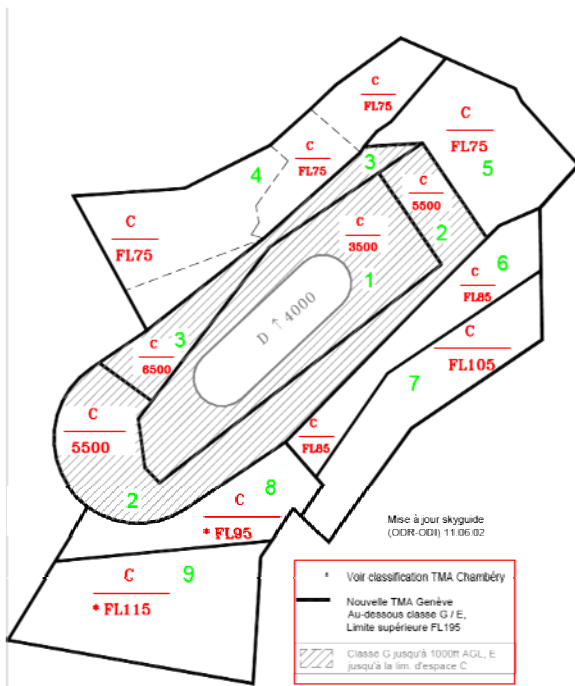 C
FL75
C
FL75
C
FL75
3
4
5
C
FL75
C
5500
2
C
FL75
C
3500
1
6
D ↑ 4000
C
FL85
3
C
6500
C
FL105
7
C
5500
C
FL85
2
8
C
* FL95
Mise à jour skyguide
(ODR-ODI) 11.06.02
9
C
* FL115
* Voir classification TMA Chambéry
Nouvelle TMA Genève
Au-dessous classe G / E,
Limite supérieure FL195
Classe G jusqu'à 1000ft AGL, E
jusqu'à la lim. d'espace C